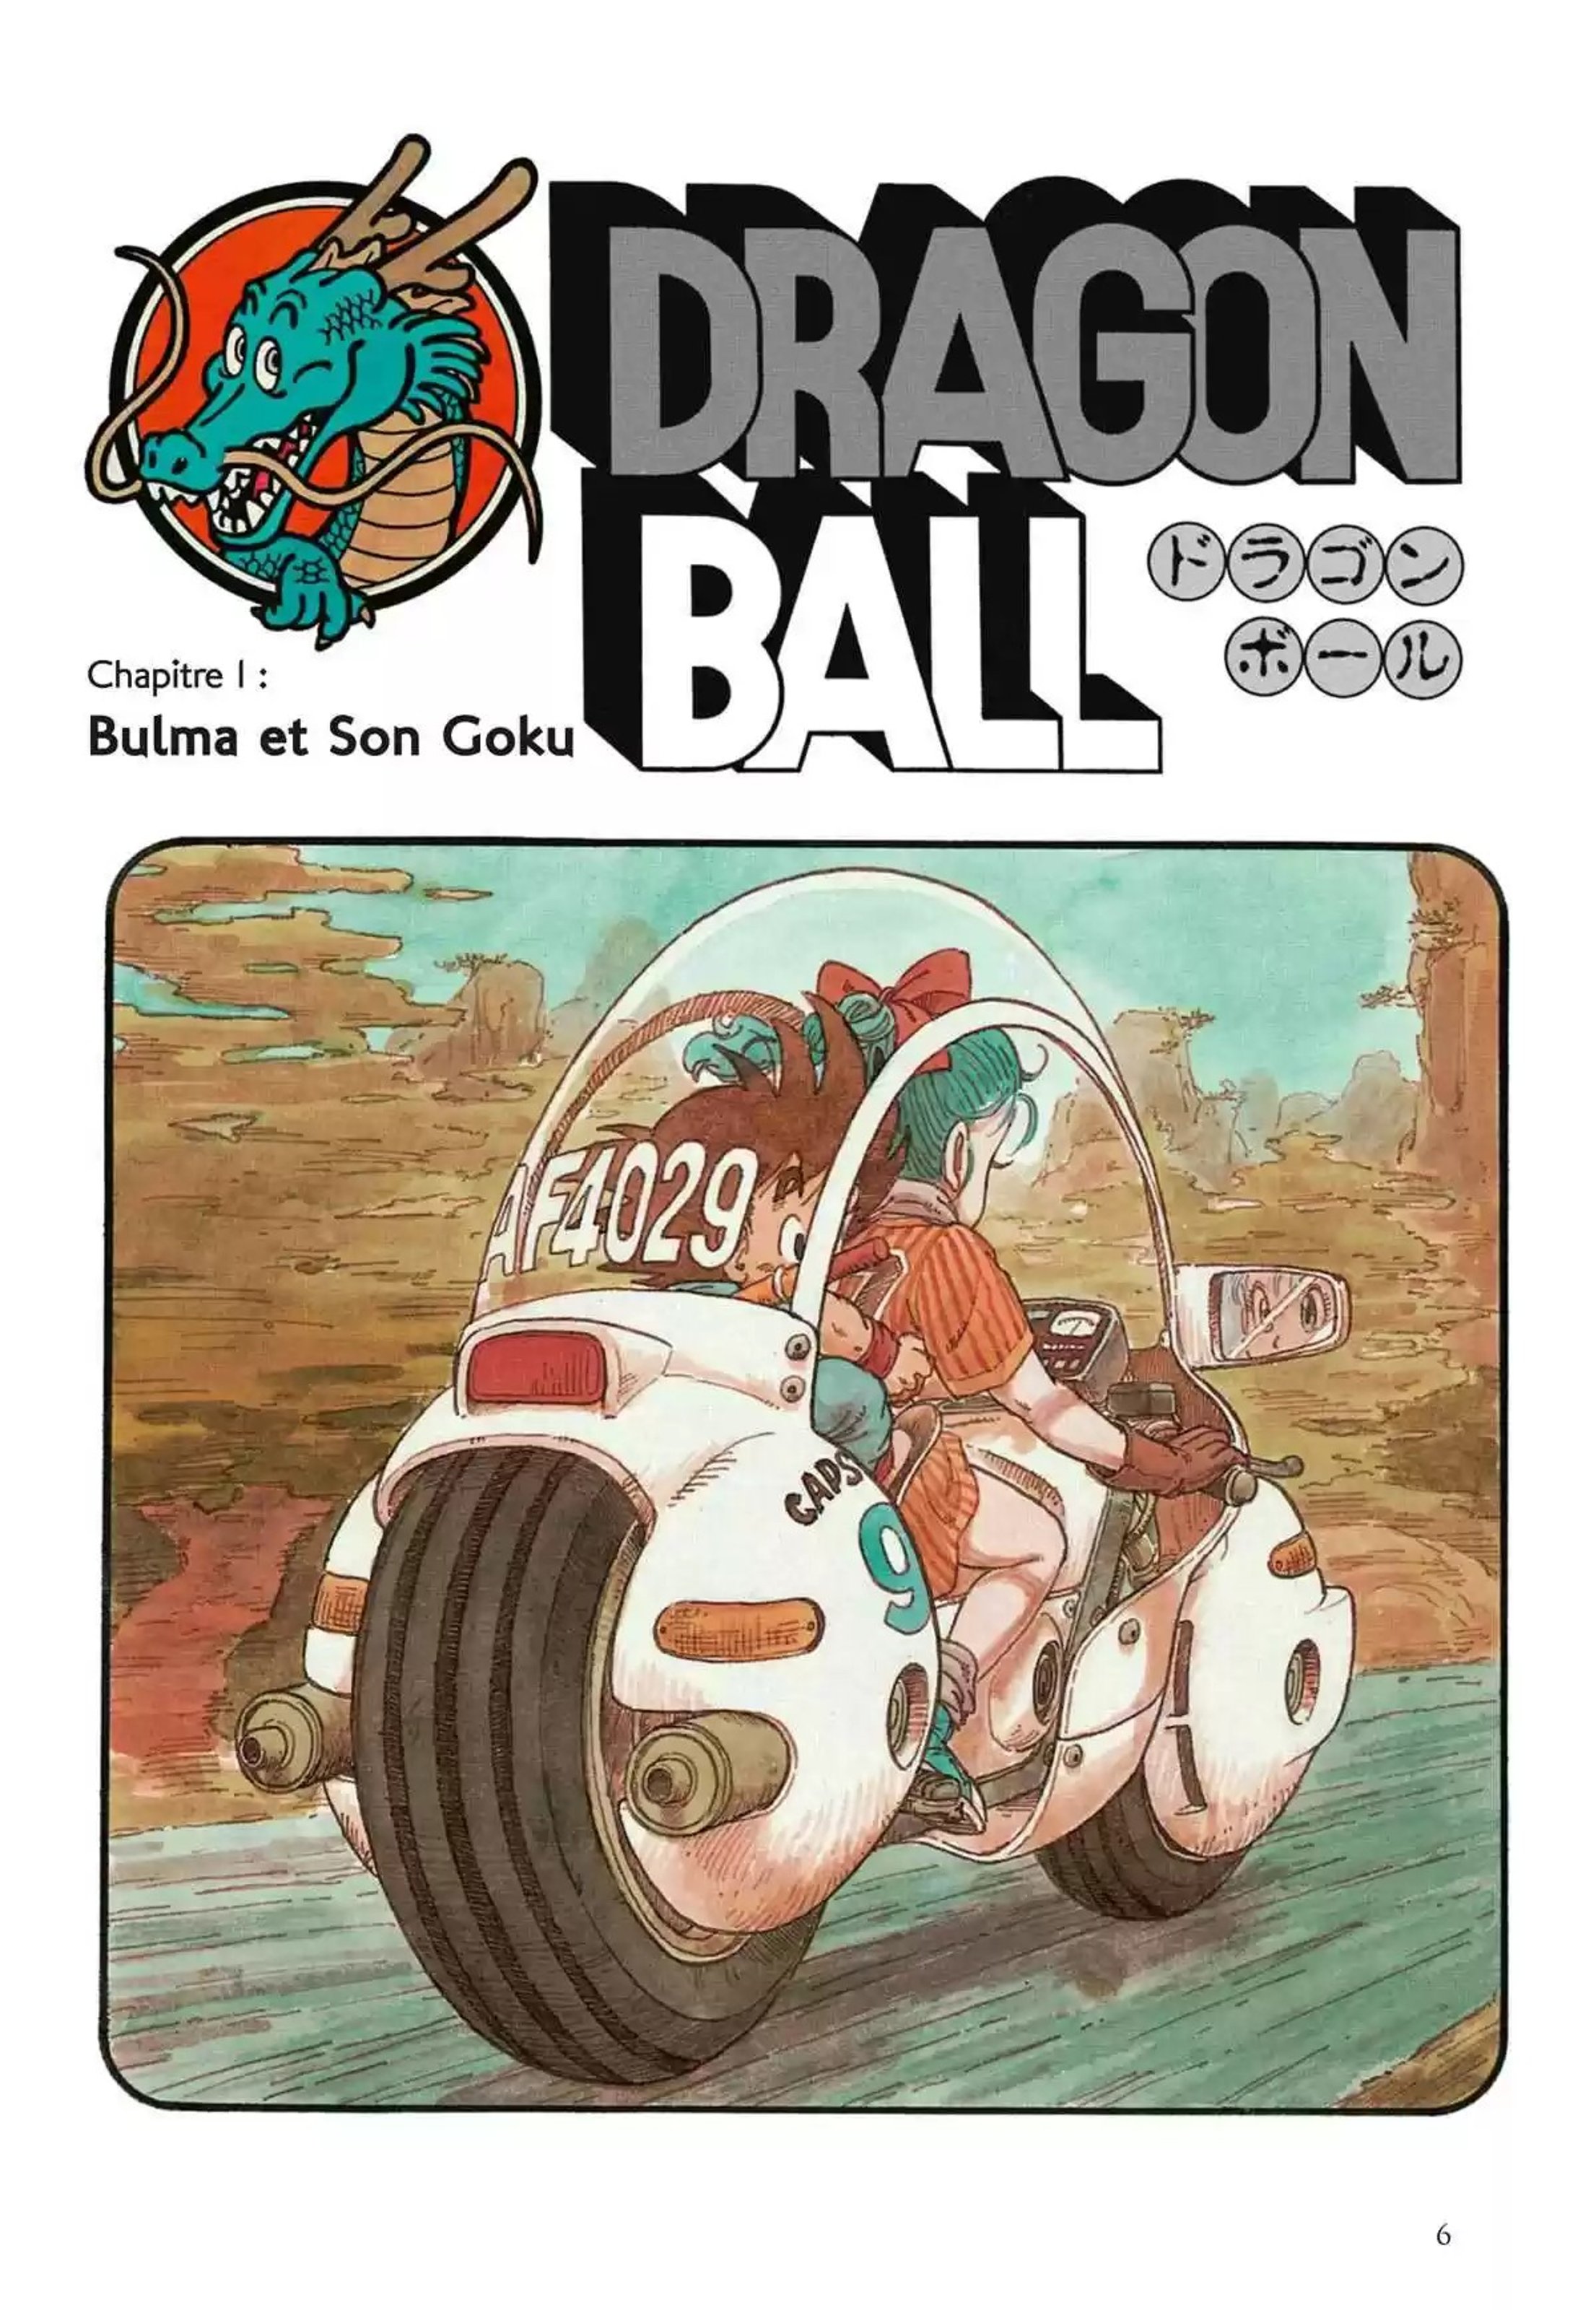 DRAGON
BALL
ドラゴン
ボール
Chapitre 1 :
Bulma et Son Goku
AF4029
CAPS
9
6